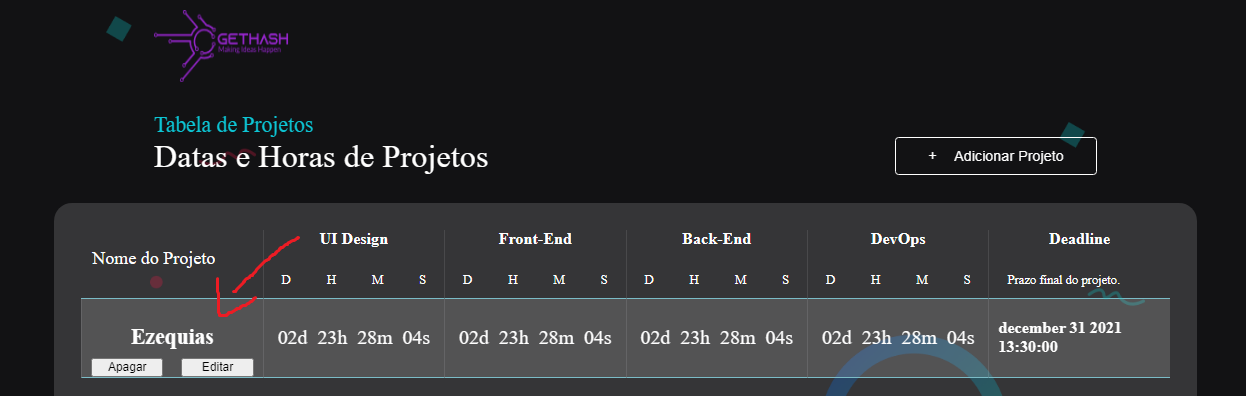 GETHASH
Making Ideas Happen
Tabela de Projetos
Datas e Horas de Projetos
+ Adicionar Projeto
Nome do Projeto
UI Design Front-End Back-End DevOps Deadline
D H M S D H M S D H M S D H M S Prazo final do projeto.
Ezequias
02d 23h 28m 04s 02d 23h 28m 04s 02d 23h 28m 04s 02d 23h 28m 04s
december 31 2021
13:30:00
Apagar Editar